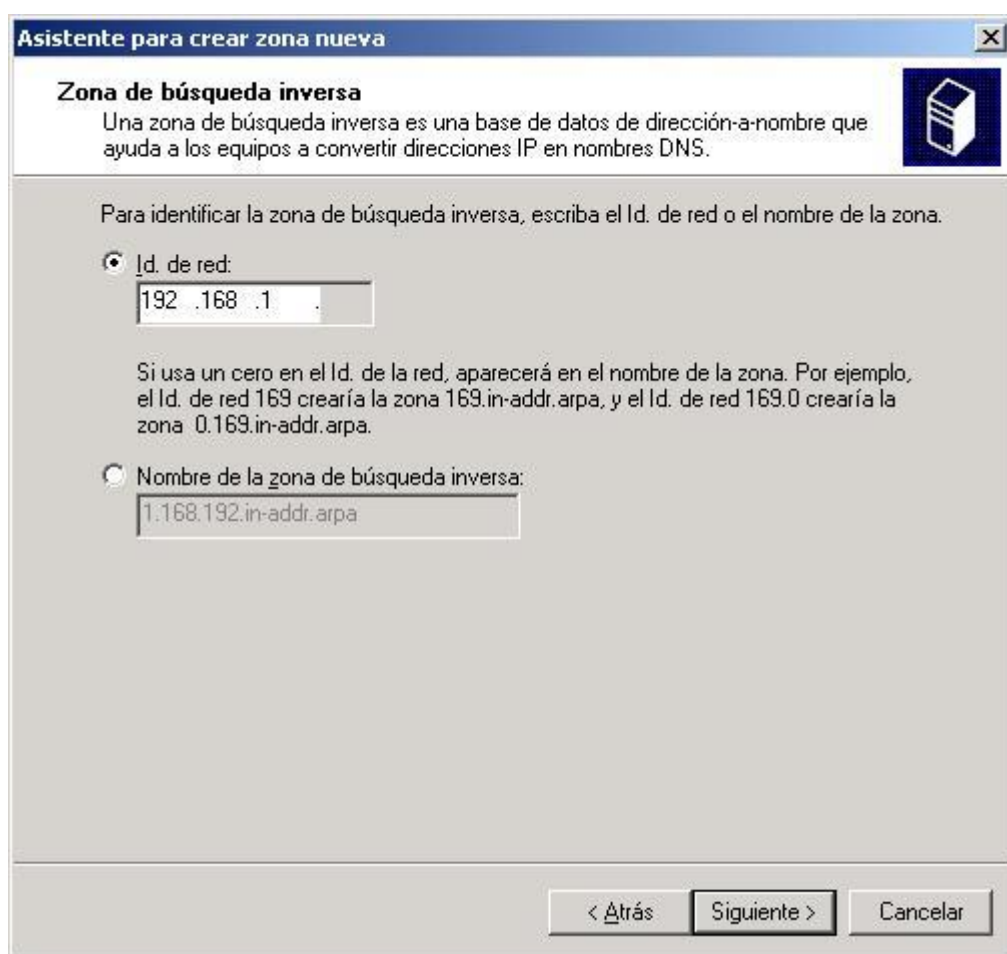 Asistente para crear zona nueva
Zona de búsqueda inversa
Una zona de búsqueda inversa es una base de datos de dirección-a-nombre que
ayuda a los equipos a convertir direcciones IP en nombres DNS.
Para identificar la zona de búsqueda inversa, escriba el Id. de red o el nombre de la zona.
Id. de red:
192 .168 .1 .
Si usa un cero en el Id. de la red, aparecerá en el nombre de la zona. Por ejemplo,
el Id. de red 169 crearía la zona 169.in-addr.arpa, y el Id. de red 169.0 crearía la
zona 0.169.in-addr.arpa.
Nombre de la zona de búsqueda inversa:
1.168.192.in-addr.arpa
< Atrás Siguiente > Cancelar